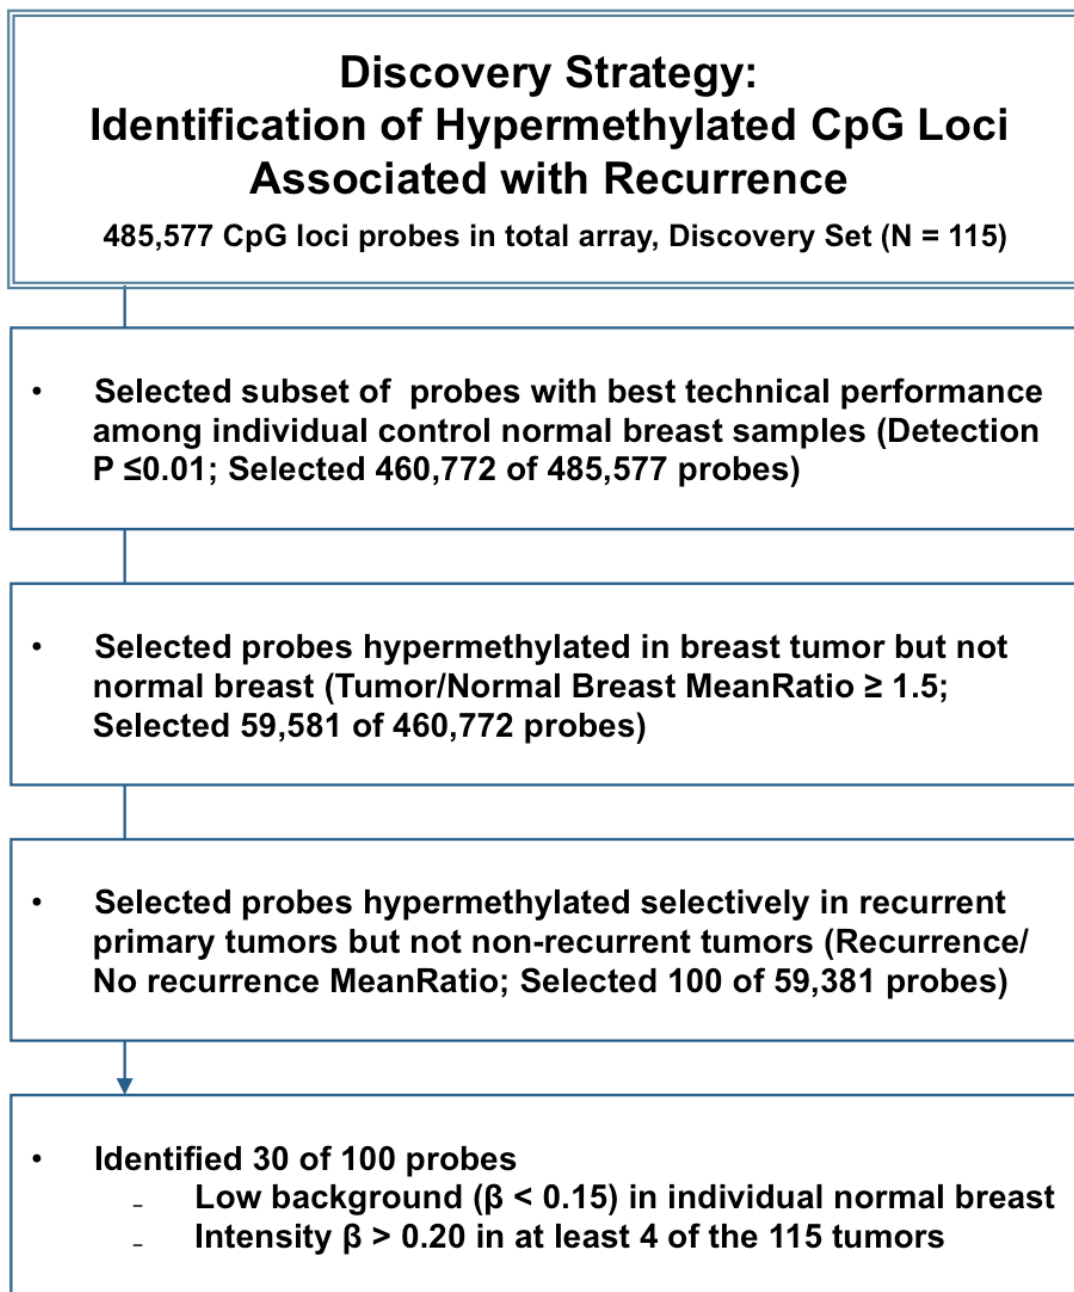 Discovery Strategy:
Identification of Hypermethylated CpG Loci
Associated with Recurrence
485,577 CpG loci probes in total array, Discovery Set (N = 115)
• Selected subset of  probes with best technical performance
among individual control normal breast samples (Detection
P ≤0.01; Selected 460,772 of 485,577 probes)
• Selected probes hypermethylated in breast tumor but not
normal breast (Tumor/Normal Breast MeanRatio ≥ 1.5;
Selected 59,581 of 460,772 probes)
• Selected probes hypermethylated selectively in recurrent
primary tumors but not non-recurrent tumors (Recurrence/
No recurrence MeanRatio; Selected 100 of 59,381 probes)
• Identified 30 of 100 probes
- Low background (β < 0.15) in individual normal breast
- Intensity β > 0.20 in at least 4 of the 115 tumors